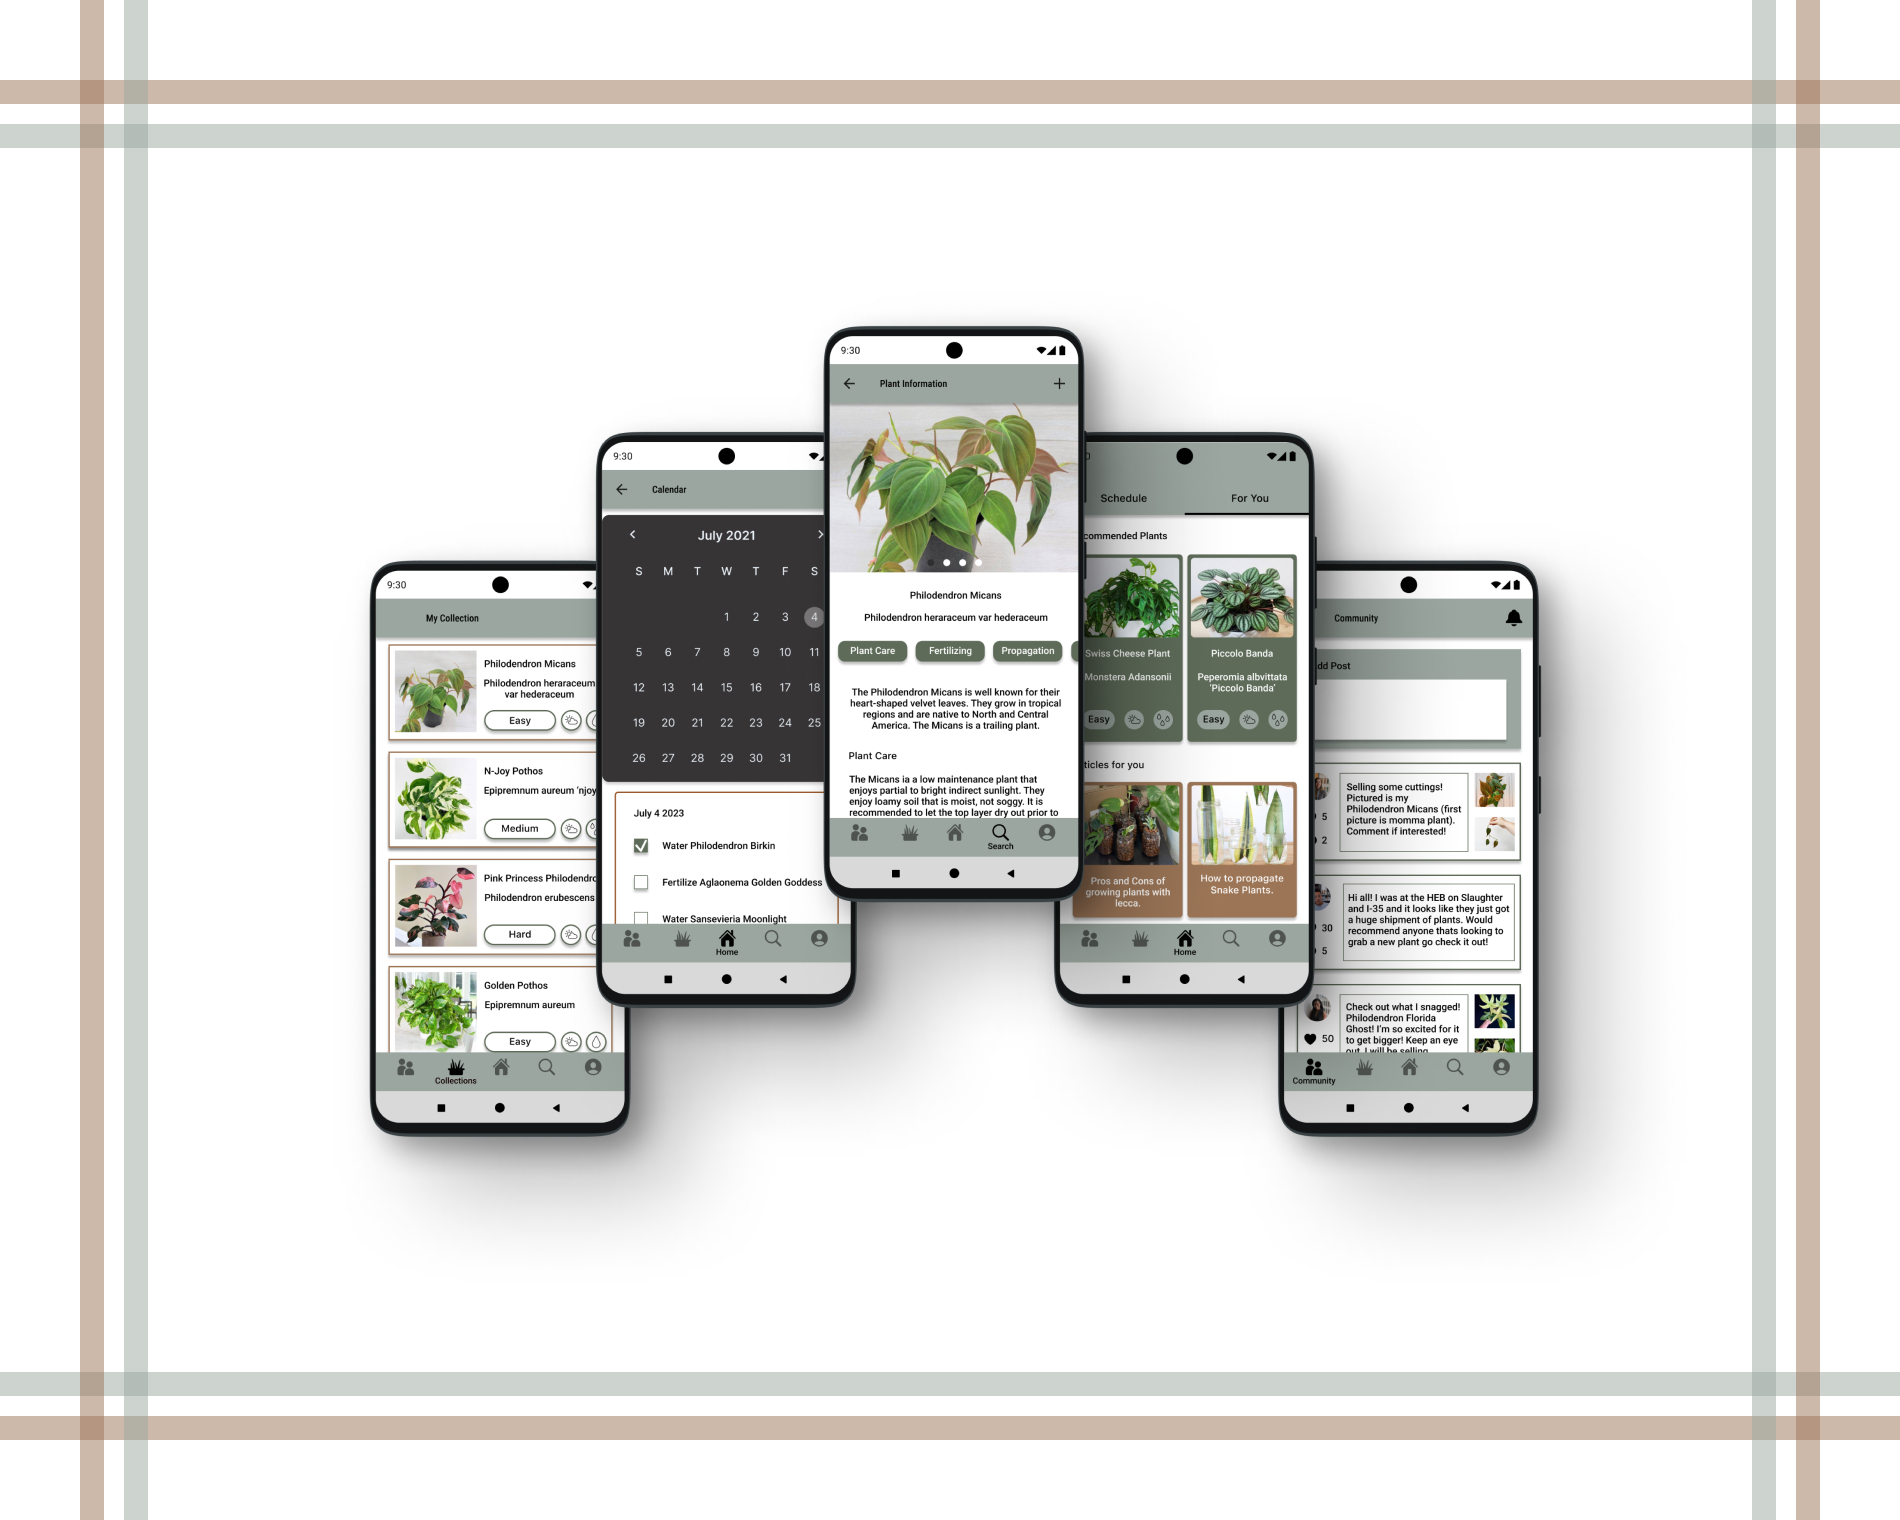 9:30
My Collection
Philodendron Micans
Philodendron heraraceum
var hederaceum
Easy
N-Joy Pothos
Epipremnum aureum 'njoy
Medium
Pink Princess Philodendro
Philodendron erubescens
Hard
Golden Pothos
Epipremnum aureum
Easy
Collections
9:30
Calendar
July 2021
S M T W T F S
1 2 3 4
5 6 7 8 9 10 11
12 13 14 15 16 17 18
19 20 21 22 23 24 25
26 27 28 29 30 31
July 4 2023
Water Philodendron Birkin
Fertilize Aglaonema Golden Goddess
Water Sansevieria Moonlight
Home
9:30
Plant Information
Philodendron Micans
Philodendron heraraceum var hederaceum
Plant Care Fertilizing Propagation
The Philodendron Micans is well known for their
heart-shaped velvet leaves. They grow in tropical
regions and are native to North and Central
America. The Micans is a trailing plant.
Plant Care
The Micans ia a low maintenance plant that
enjoys partial to bright indirect sunlight. They
enjoy loamy soil that is moist, not soggy. It is
recommended to let the top layer dry out prior to
Search
0
Schedule For You
commended Plants
Swiss Cheese Plant
Monstera Adansonii
Easy
Piccolo Banda
Peperomia albvittata
'Piccolo Banda'
Easy
ticles for you
Pros and Cons of
growing plants with
lecca.
How to propagate
Snake Plants.
Home
Community
dd Post
Selling some cuttings!
Pictured is my
Philodendron Micans (first
picture is momma plant).
Comment if interested!
5
2
Hi all! I was at the HEB on Slaughter
and I-35 and it looks like they just got
a huge shipment of plants. Would
recommend anyone thats looking to
grab a new plant go check it out!
30
5
Check out what I snagged!
Philodendron Florida
Ghost! I'm so excited for it
to get bigger! Keep an eye
out, I will be selling
50
Community